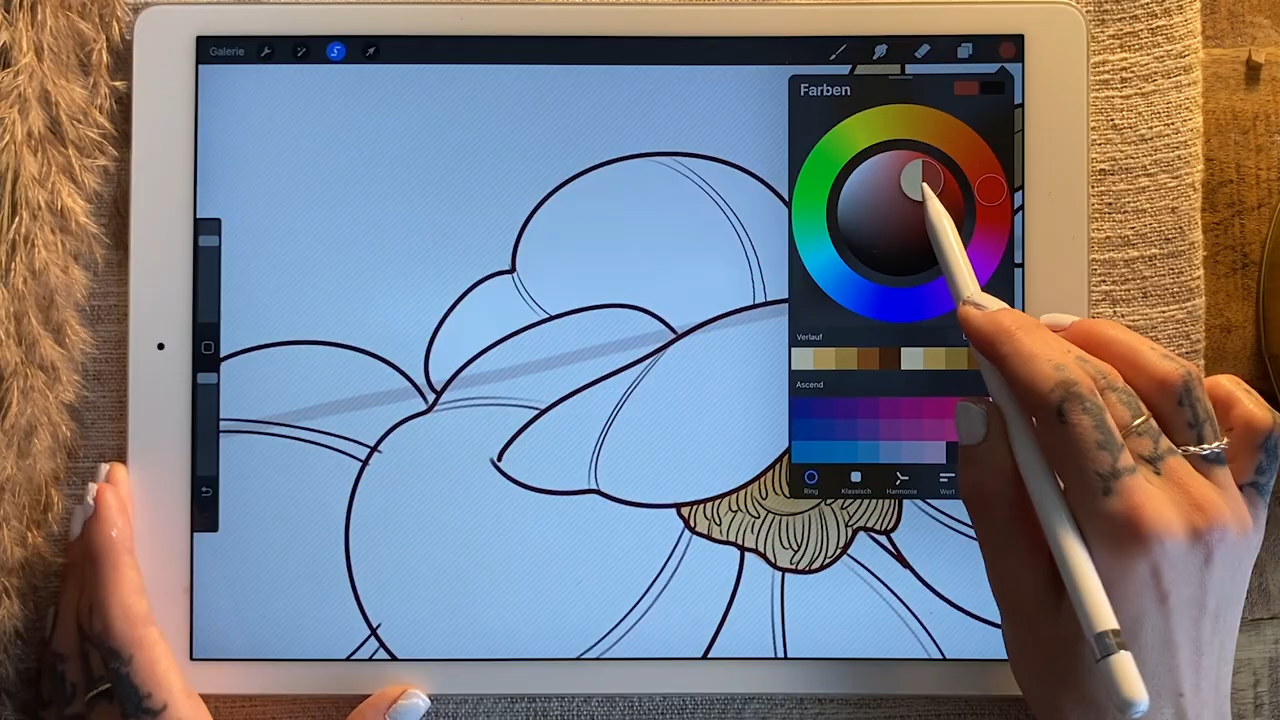 Galerie
Farben
Verlauf
Ascend
Ring Klassisch Harmonie Wert